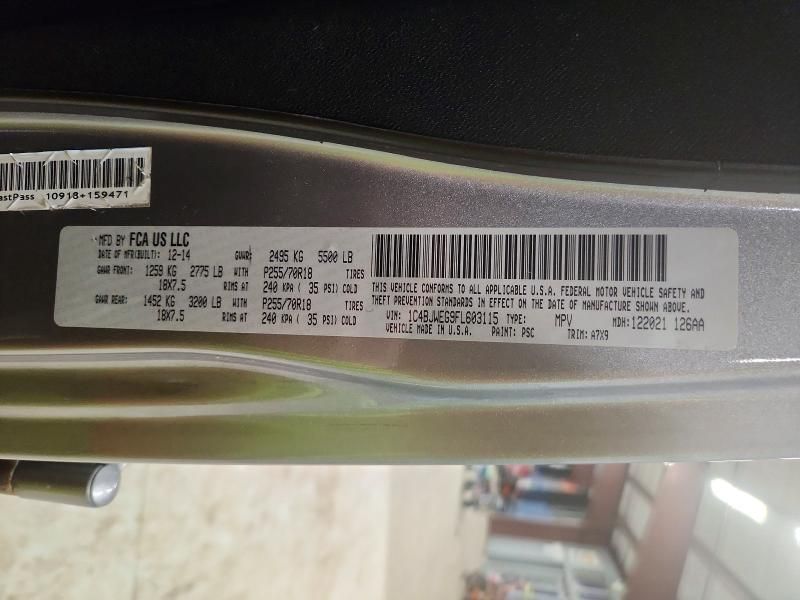 astPass 10918+159471
MFD BY FCA US LLC
DATE OF MFR(BUILT): 12-14 GVWR: 2495 KG 5500 LB
GAWR FRONT: 1259 KG 2775 LB WITH P255/70R18 TIRES
18X7.5 RIMS AT 240 KPA ( 35 PSI) COLD
GAWR REAR: 1452 KG 3200 LB WITH P255/70R18 TIRES
18X7.5 RIMS AT 240 KPA ( 35 PSI) COLD
THIS VEHICLE CONFORMS TO ALL APPLICABLE U.S.A. FEDERAL MOTOR VEHICLE SAFETY AND
THEFT PREVENTION STANDARDS IN EFFECT ON THE DATE OF MANUFACTURE SHOWN ABOVE.
VIN: 1C4BJWEG9FL603115 TYPE: MPV MDH: 122021 126AA
VEHICLE MADE IN U.S.A. PAINT: PSC TRIM: A7X9